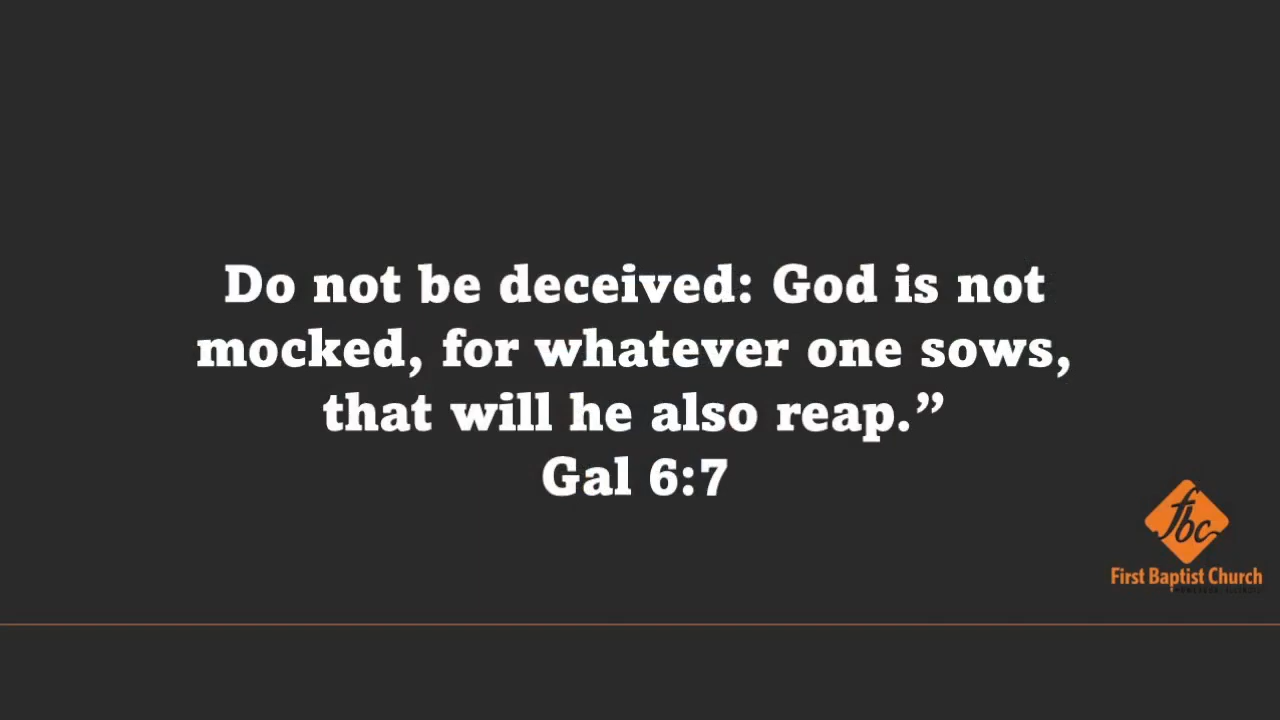 Do not be deceived: God is not
mocked, for whatever one sows,
that will he also reap.”
Gal 6:7
fbc
First Baptist Church